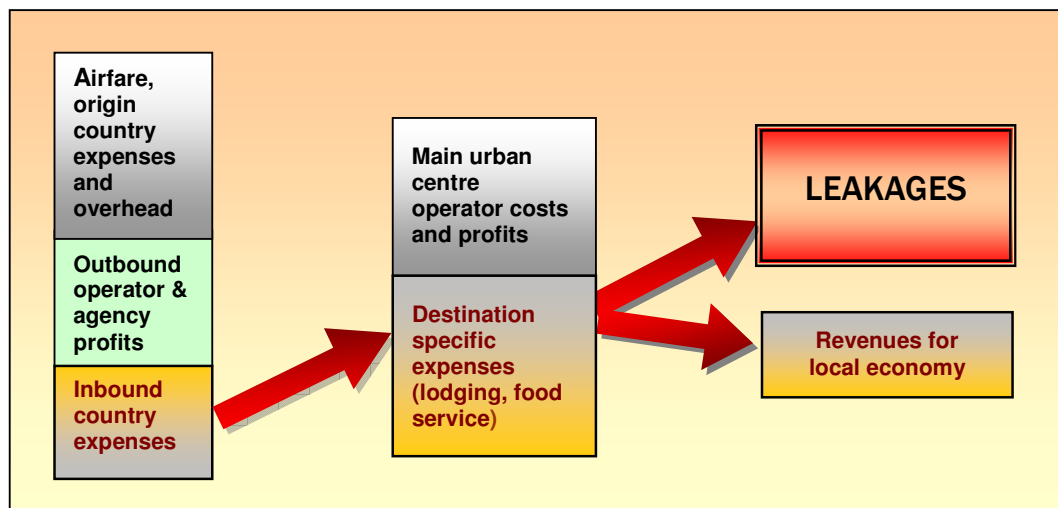 Airfare,
origin
country
expenses
and
overhead
Outbound
operator &
agency
profits
Inbound
country
expenses
Main urban
centre
operator costs
and profits
Destination
specific
expenses
(lodging, food
service)
LEAKAGES
Revenues for
local economy